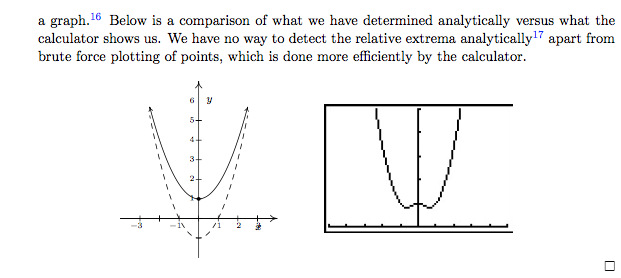 a graph.16 Below is a comparison of what we have determined analytically versus what the
calculator shows us. We have no way to detect the relative extrema analytically17 apart from
brute force plotting of points, which is done more efficiently by the calculator.
y
6
5
4
3
2
1
−3
−1
1
2